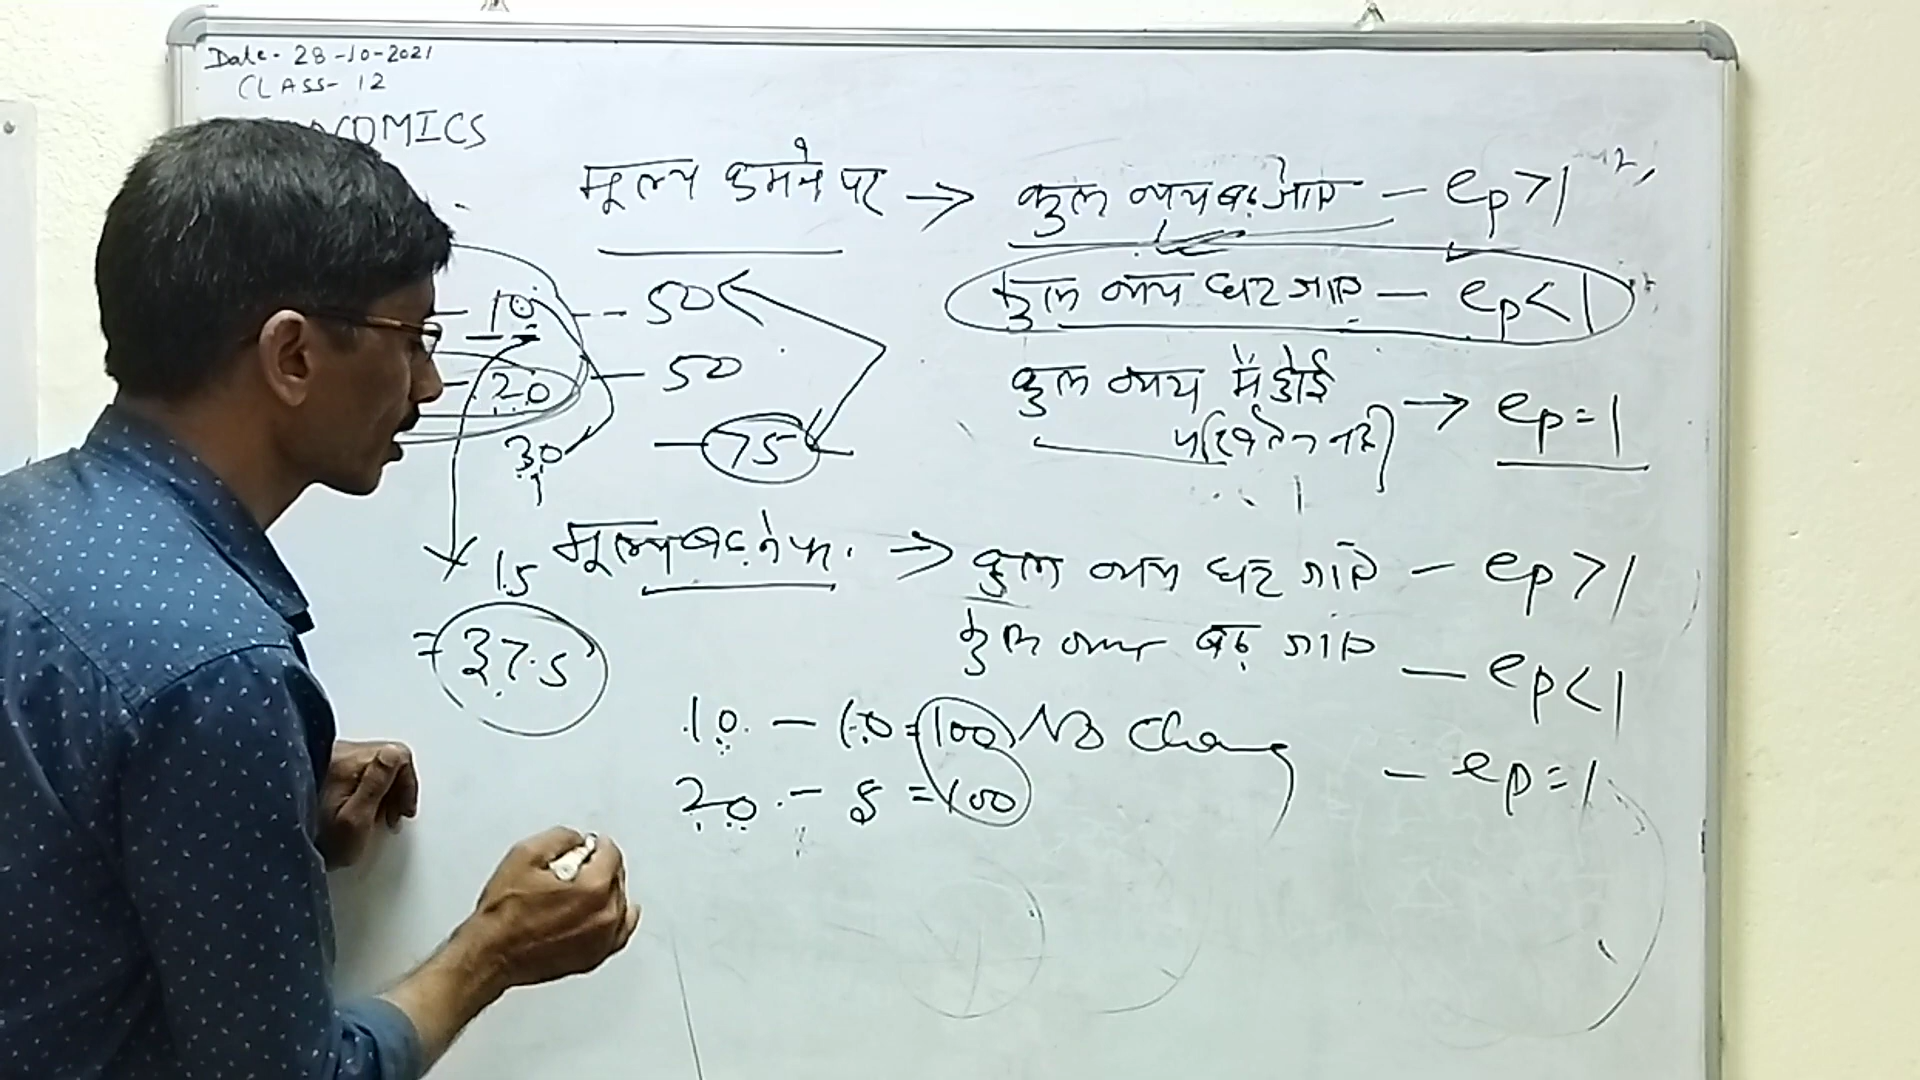 Date- 28-10-2021
CLASS- 12
COMICS
मूल्य कमने पर → कुल व्यय बढ़ जाए — ep>1
10 --- 50
कुल व्यय घट जाए — ep<1
20 — 50
कुल व्यय में कोई
परिवर्तन नहीं → ep=1
30 — 75
मूल्य बढ़ने पर → कुल व्यय घट जाए — ep>1
15
कुल व्यय बढ़ जाए — ep<1
= 37.5
10 — 10 = 100 No Change — ep=1
20 — 5 = 100